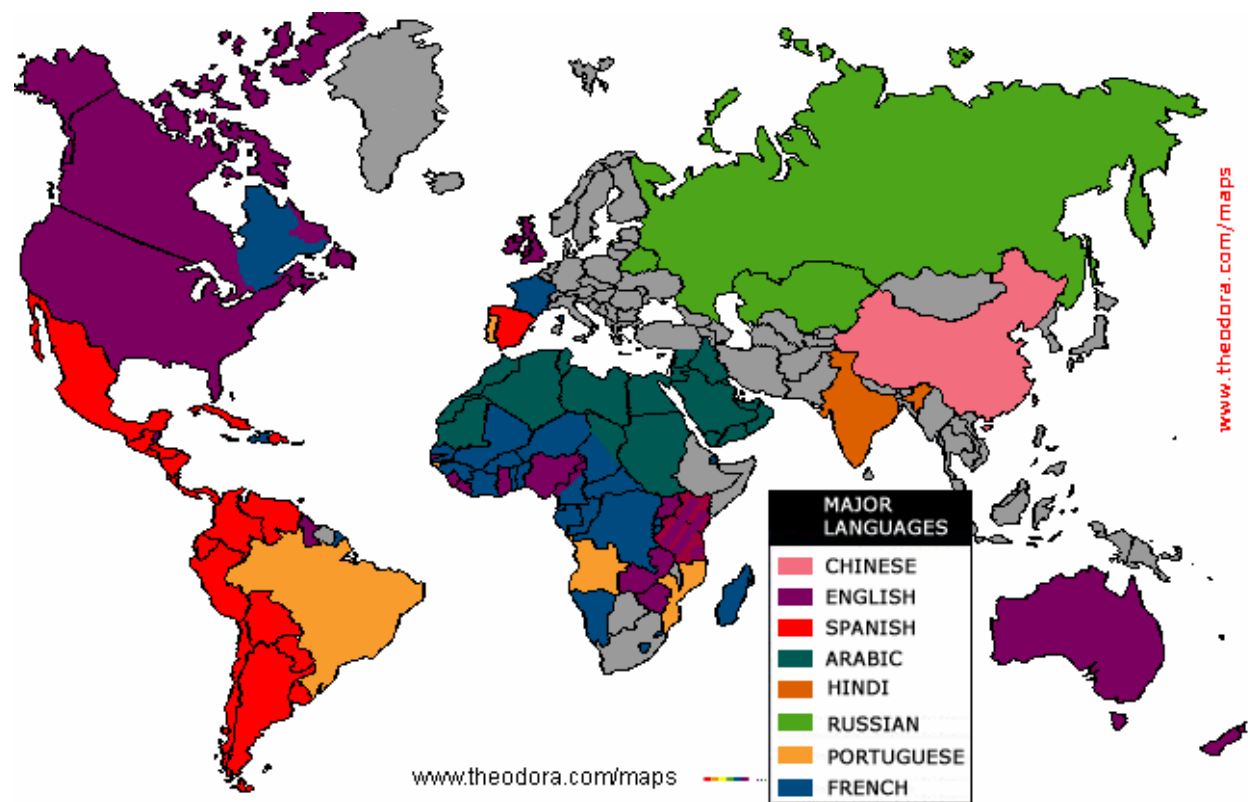 www.theodora.com/maps
MAJOR
LANGUAGES
CHINESE
ENGLISH
SPANISH
ARABIC
HINDI
RUSSIAN
PORTUGUESE
FRENCH
www.theodora.com/maps